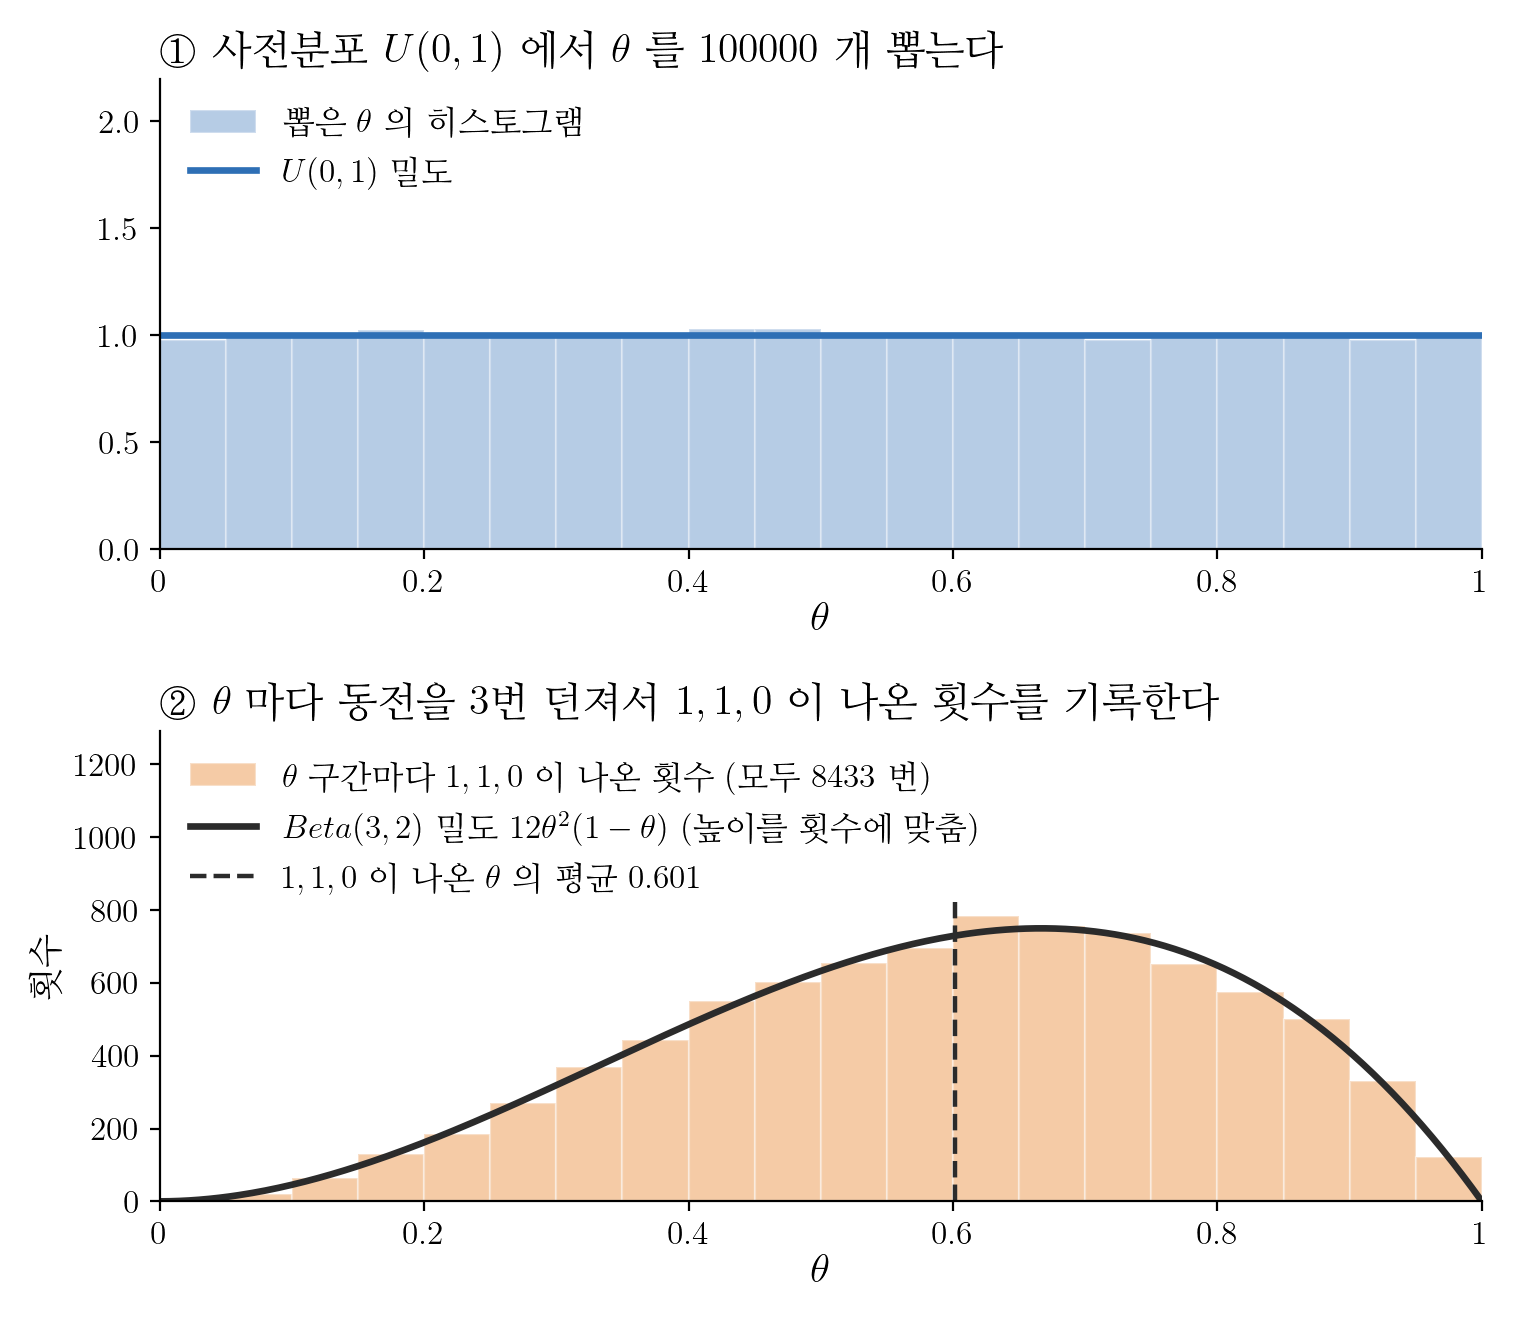 ① 사전분포 U(0, 1) 에서 θ 를 100000 개 뽑는다
뽑은 θ 의 히스토그램
U(0, 1) 밀도
2.0
1.5
1.0
0.5
0.0
0 0.2 0.4 0.6 0.8 1
θ
② θ 마다 동전을 3번 던져서 1, 1, 0 이 나온 횟수를 기록한다
θ 구간마다 1, 1, 0 이 나온 횟수 (모두 8433 번)
Beta(3, 2) 밀도 12θ²(1 − θ) (높이를 횟수에 맞춤)
1, 1, 0 이 나온 θ 의 평균 0.601
횟수
1200
1000
800
600
400
200
0
0 0.2 0.4 0.6 0.8 1
θ